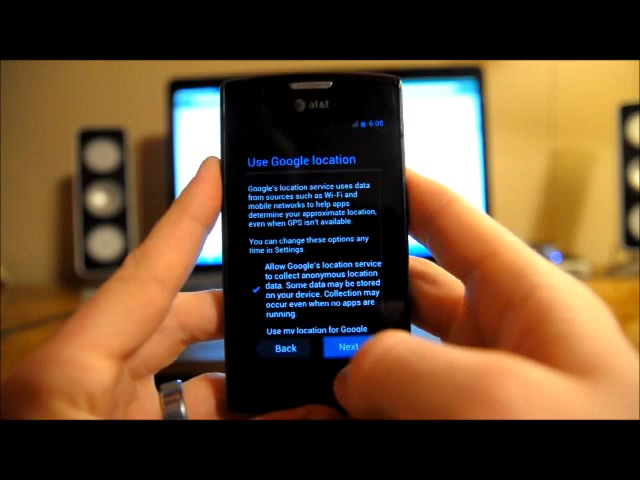 at&t
6:08
Use Google location
Google's location service uses data
from sources such as Wi-Fi and
mobile networks to help apps
determine your approximate location,
even when GPS isn't available.
You can change these options any
time in Settings
Allow Google's location service
to collect anonymous location
data. Some data may be stored
on your device. Collection may
occur even when no apps are
running.
Use my location for Google
Back Next